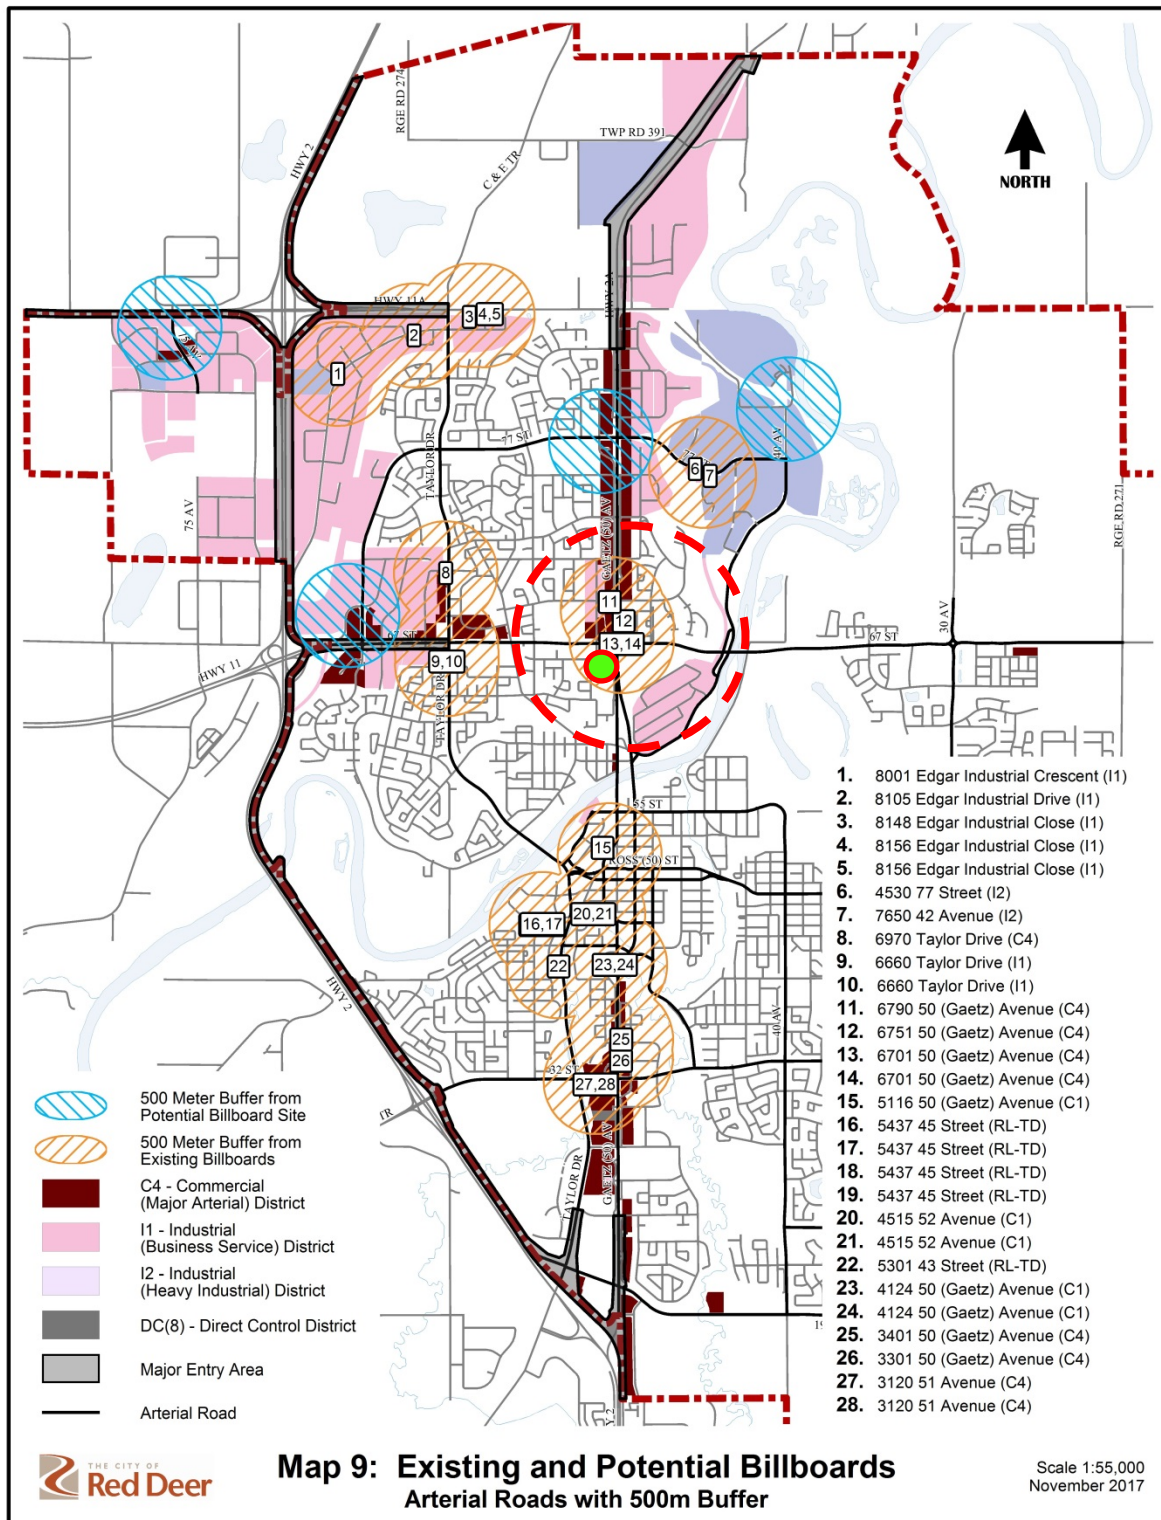 RGE RD 274
TWP RD 391
C & E TR
HWY 2
NORTH
HWY 2A
HWY 11A
3
4,5
2
1
75 AV
77 ST
TAYLOR DR
77 ST
6
7
40 AV
GAETZ (50) AV
75 AV
RGE RD 271
8
11
12
13,14
67 ST
9,10
TAYLOR DR
HWY 11
67 ST
30 AV
55 ST
15
ROSS (50) ST
16,17
20,21
22
23,24
HWY 2
25
26
40 AV
32 ST
27,28
GAETZ (50) AV
TAYLOR DR
TR
19
1. 8001 Edgar Industrial Crescent (I1)
2. 8105 Edgar Industrial Drive (I1)
3. 8148 Edgar Industrial Close (I1)
4. 8156 Edgar Industrial Close (I1)
5. 8156 Edgar Industrial Close (I1)
6. 4530 77 Street (I2)
7. 7650 42 Avenue (I2)
8. 6970 Taylor Drive (C4)
9. 6660 Taylor Drive (I1)
10. 6660 Taylor Drive (I1)
11. 6790 50 (Gaetz) Avenue (C4)
12. 6751 50 (Gaetz) Avenue (C4)
13. 6701 50 (Gaetz) Avenue (C4)
14. 6701 50 (Gaetz) Avenue (C4)
15. 5116 50 (Gaetz) Avenue (C1)
16. 5437 45 Street (RL-TD)
17. 5437 45 Street (RL-TD)
18. 5437 45 Street (RL-TD)
19. 5437 45 Street (RL-TD)
20. 4515 52 Avenue (C1)
21. 4515 52 Avenue (C1)
22. 5301 43 Street (RL-TD)
23. 4124 50 (Gaetz) Avenue (C1)
24. 4124 50 (Gaetz) Avenue (C1)
25. 3401 50 (Gaetz) Avenue (C4)
26. 3301 50 (Gaetz) Avenue (C4)
27. 3120 51 Avenue (C4)
28. 3120 51 Avenue (C4)
500 Meter Buffer from
Potential Billboard Site
500 Meter Buffer from
Existing Billboards
C4 - Commercial
(Major Arterial) District
I1 - Industrial
(Business Service) District
I2 - Industrial
(Heavy Industrial) District
DC(8) - Direct Control District
Major Entry Area
Arterial Road
THE CITY OF
Red Deer
Map 9: Existing and Potential Billboards
Arterial Roads with 500m Buffer
Scale 1:55,000
November 2017